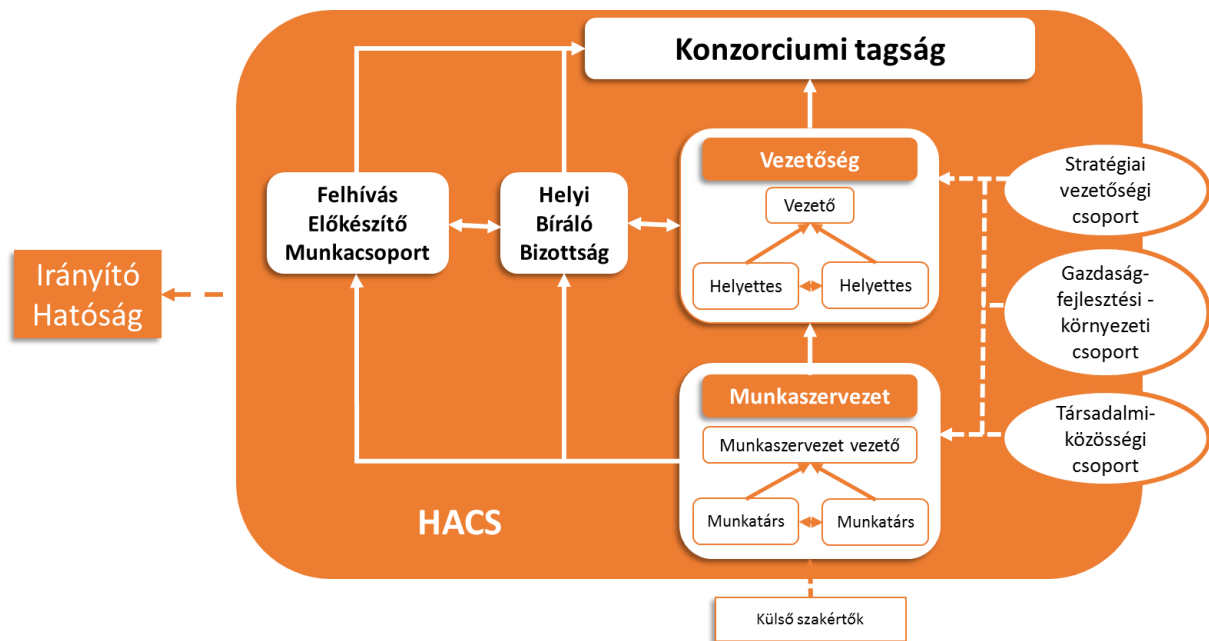 Konzorciumi tagság
Vezetőség
Vezető
Helyettes
Helyettes
Felhívás
Előkészítő
Munkacsoport
Helyi
Bíráló
Bizottság
Irányító
Hatóság
Stratégiai
vezetőségi
csoport
Gazdaság-
fejlesztési -
környezeti
csoport
Társadalmi-
közösségi
csoport
Munkaszervezet
Munkaszervezet vezető
Munkatárs
Munkatárs
HACS
Külső szakértők